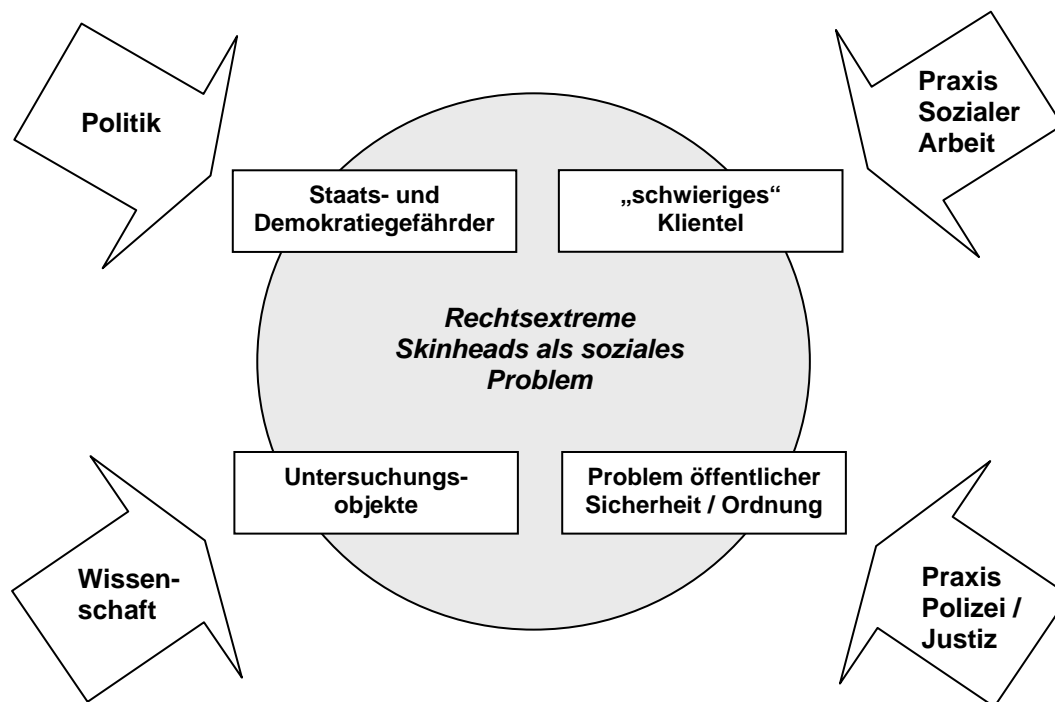 Politik
Praxis
Sozialer
Arbeit
Staats- und
Demokratiegefährder
„schwieriges“
Klientel
Rechtsextreme
Skinheads als soziales
Problem
Untersuchungs-
objekte
Problem öffentlicher
Sicherheit / Ordnung
Wissen-
schaft
Praxis
Polizei /
Justiz